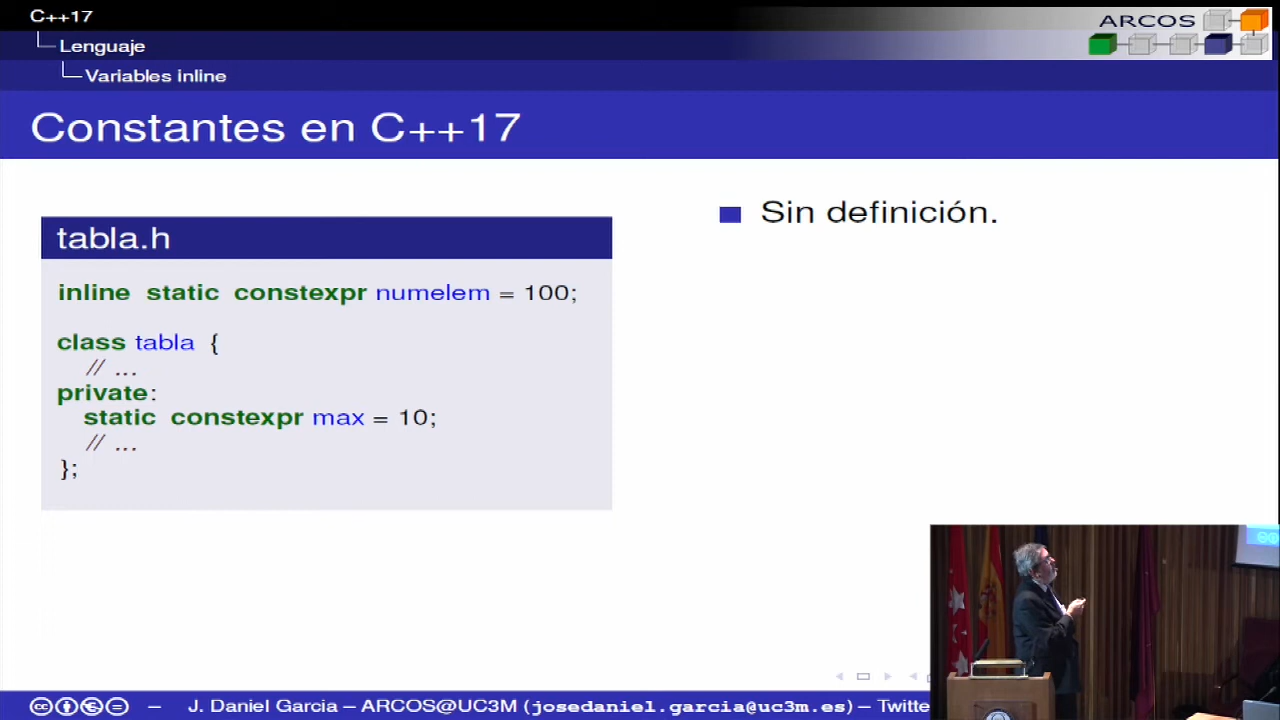 C++17
Lenguaje
Variables inline
ARCOS
Constantes en C++17
tabla.h
inline static constexpr numelem = 100;
class tabla {
// ...
private:
static constexpr max = 10;
// ...
};
Sin definición.
– J. Daniel Garcia – ARCOS@UC3M (josedaniel.garcia@uc3m.es) – Twitte